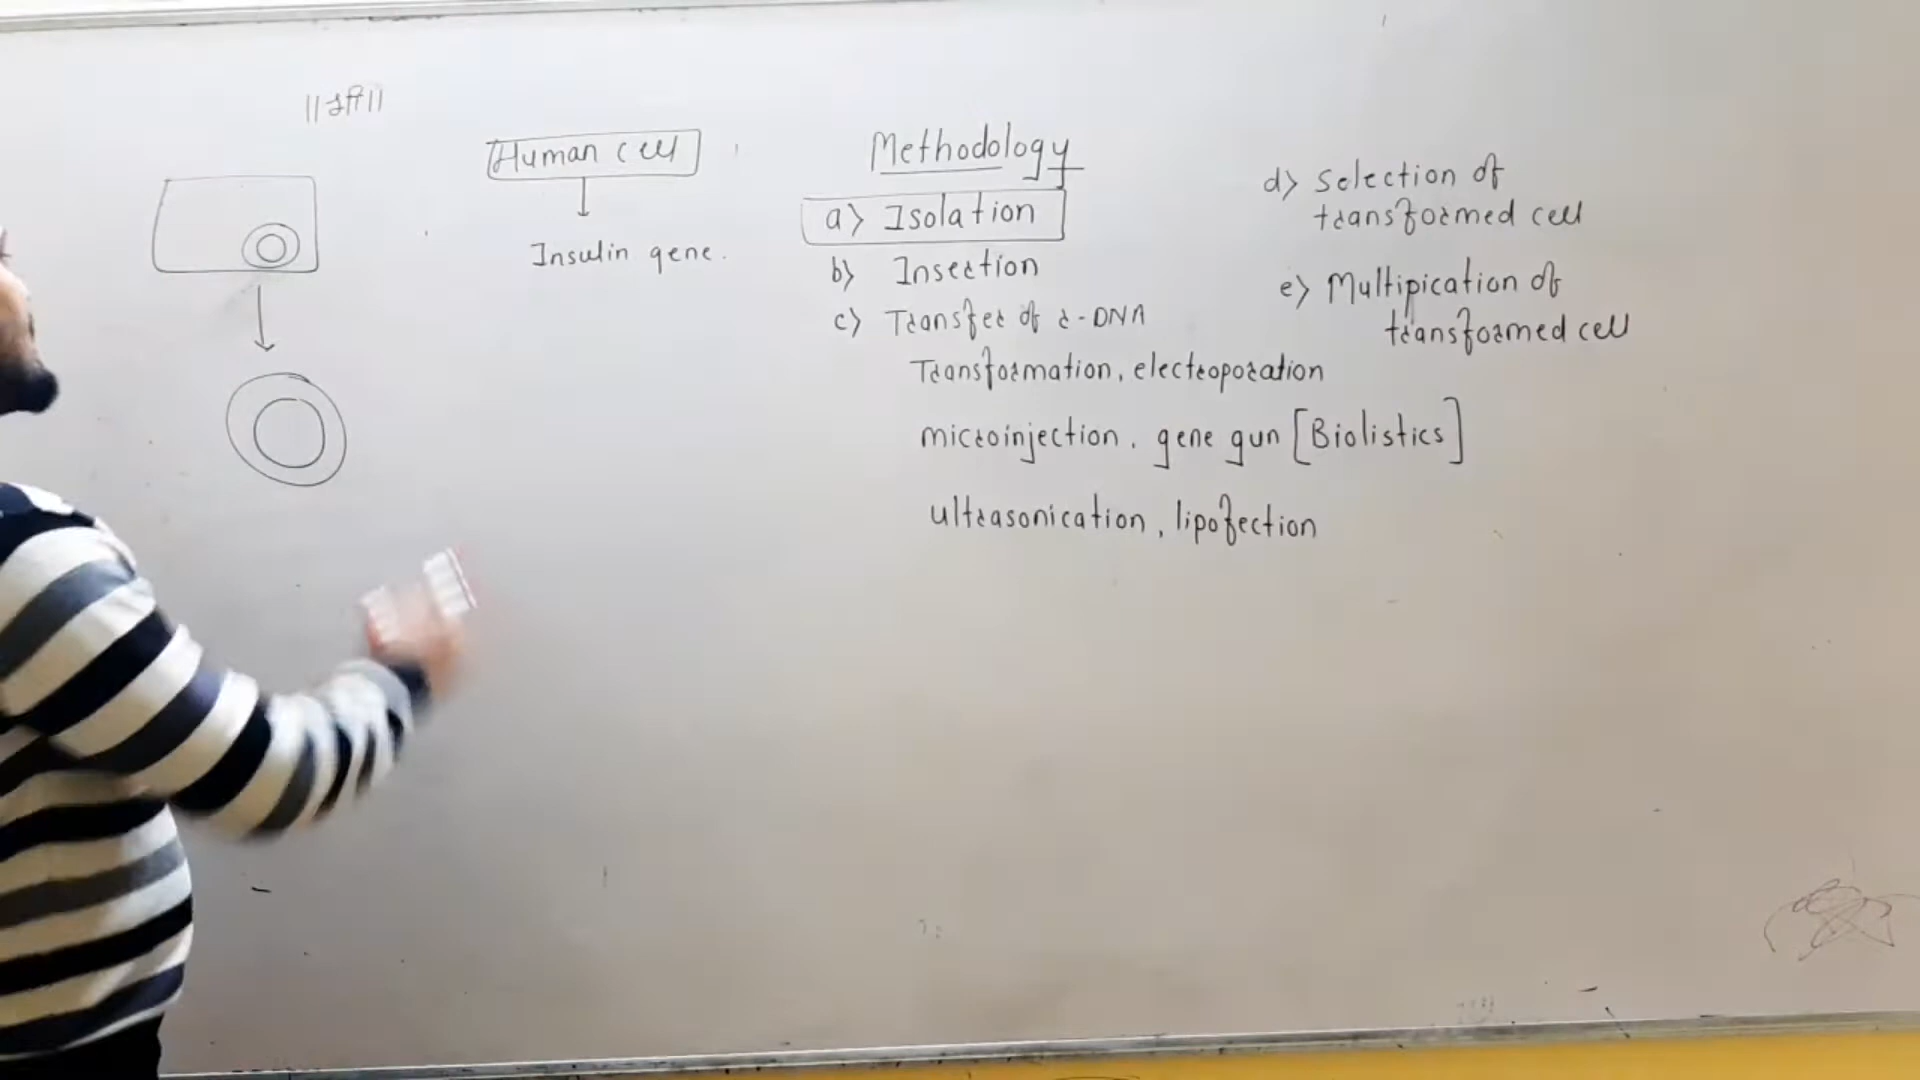 || श्री ||
Human cell
Insulin gene.
Methodology
a) Isolation
b) Insertion
c) Transfer of r-DNA
Transformation, electroporation
microinjection, gene gun [Biolistics]
ultrasonication, lipofection
d) Selection of
transformed cell
e) Multipication of
transformed cell